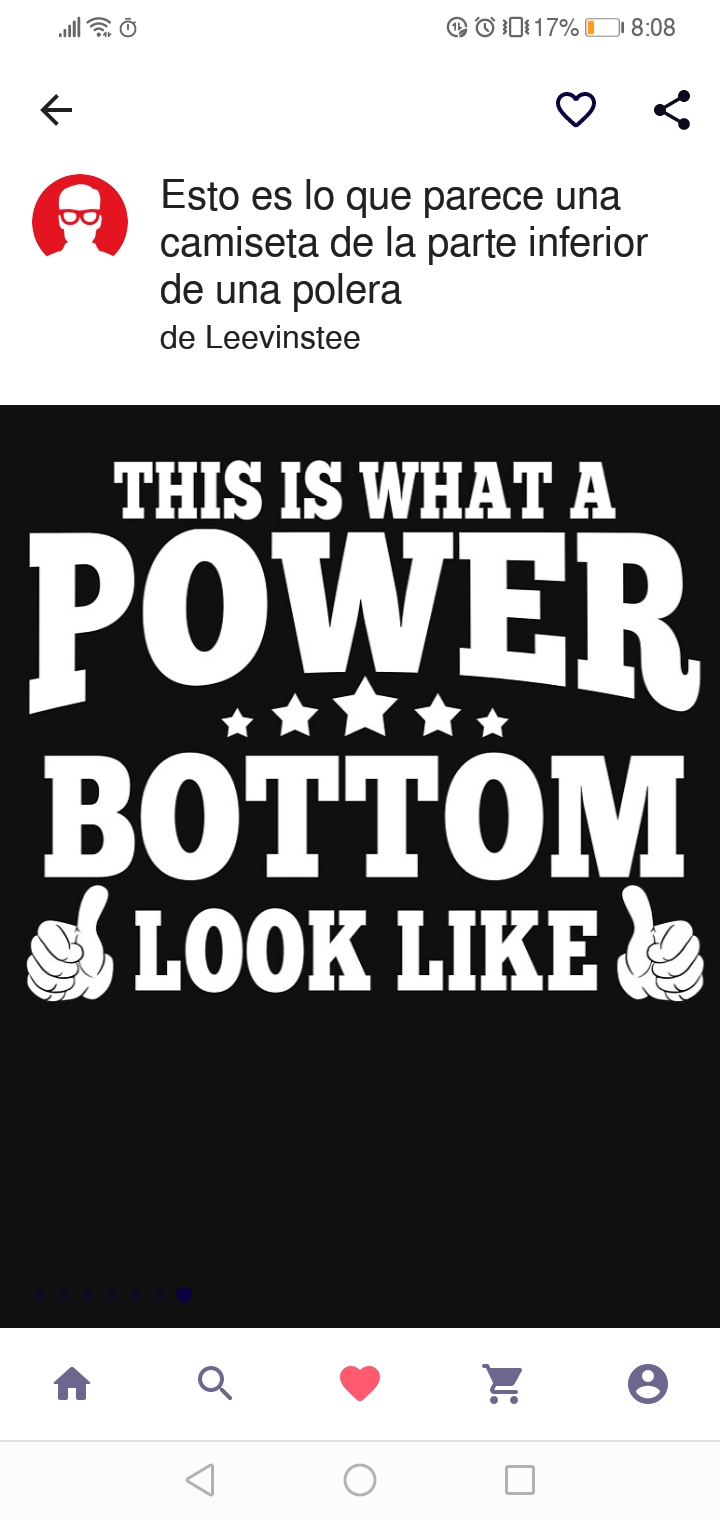 17% 8:08
Esto es lo que parece una
camiseta de la parte inferior
de una polera
de Leevinstee
THIS IS WHAT A
POWER
BOTTOM
LOOK LIKE